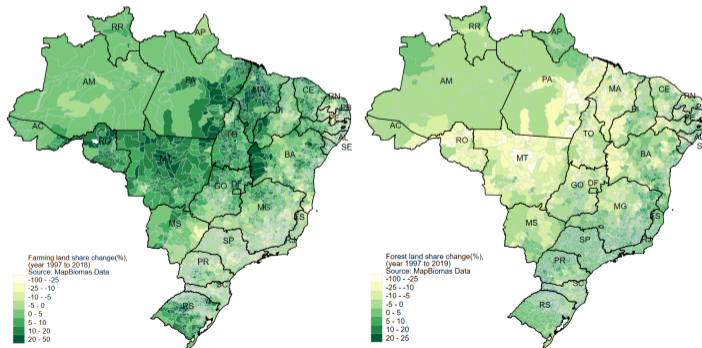 RR
AP
AM
PA
MA
CE
RN
PI
AC
TO
RO
BA
SE
MT
GO
DF
MG
ES
MS
SP
PR
SC
RS
Farming land share change(%),
(year 1997 to 2018)
Source: MapBiomas Data
-100 - -25
-25 - -10
-10 - -5
-5 - 0
0 - 5
5 - 10
10 - 20
20 - 50
RR
AP
AM
PA
MA
CE
RN
PI
AC
TO
RO
BA
MT
GO
DF
MG
ES
MS
SP
PR
SC
RS
Forest land share change(%),
(year 1997 to 2019)
Source: MapBiomas Data
-100 - -25
-25 - -10
-10 - -5
-5 - 0
0 - 5
5 - 10
10 - 20
20 - 25